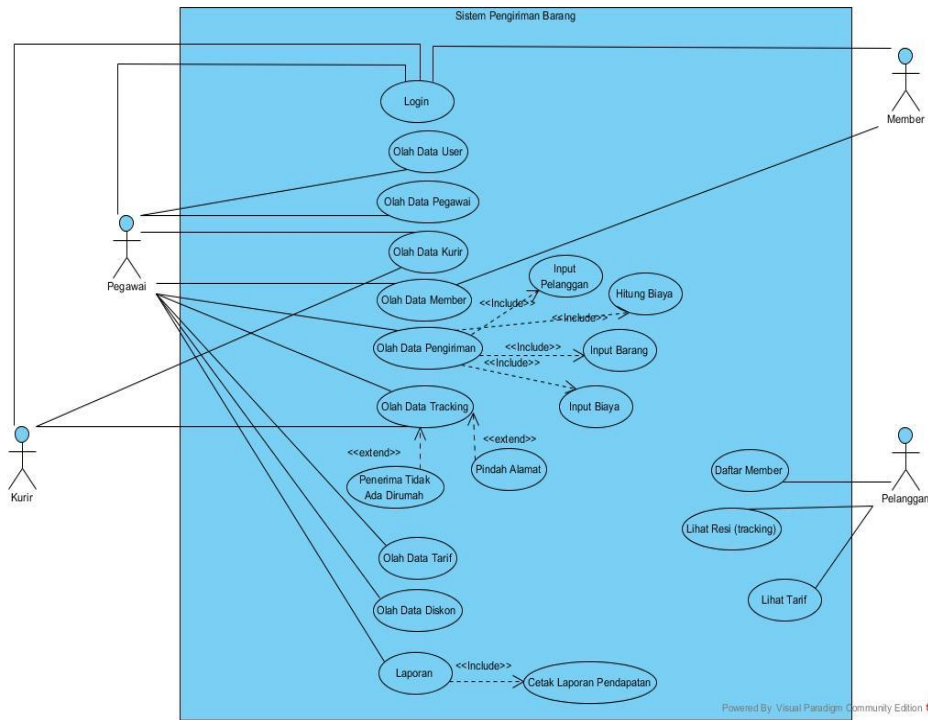 Sistem Pengiriman Barang
Login
Member
Olah Data User
Olah Data Pegawai
Pegawai
Olah Data Kurir
Olah Data Member
Input
Pelanggan
<<Include>>
Hitung Biaya
<<Include>>
Olah Data Pengiriman
<<Include>>
Input Barang
<<Include>>
Input Biaya
Olah Data Tracking
<<extend>>
<<extend>>
Penerima Tidak
Ada Dirumah
Pindah Alamat
Kurir
Daftar Member
Pelanggan
Lihat Resi (tracking)
Olah Data Tarif
Lihat Tarif
Olah Data Diskon
Laporan
<<Include>>
Cetak Laporan Pendapatan
Powered By Visual Paradigm Community Edition